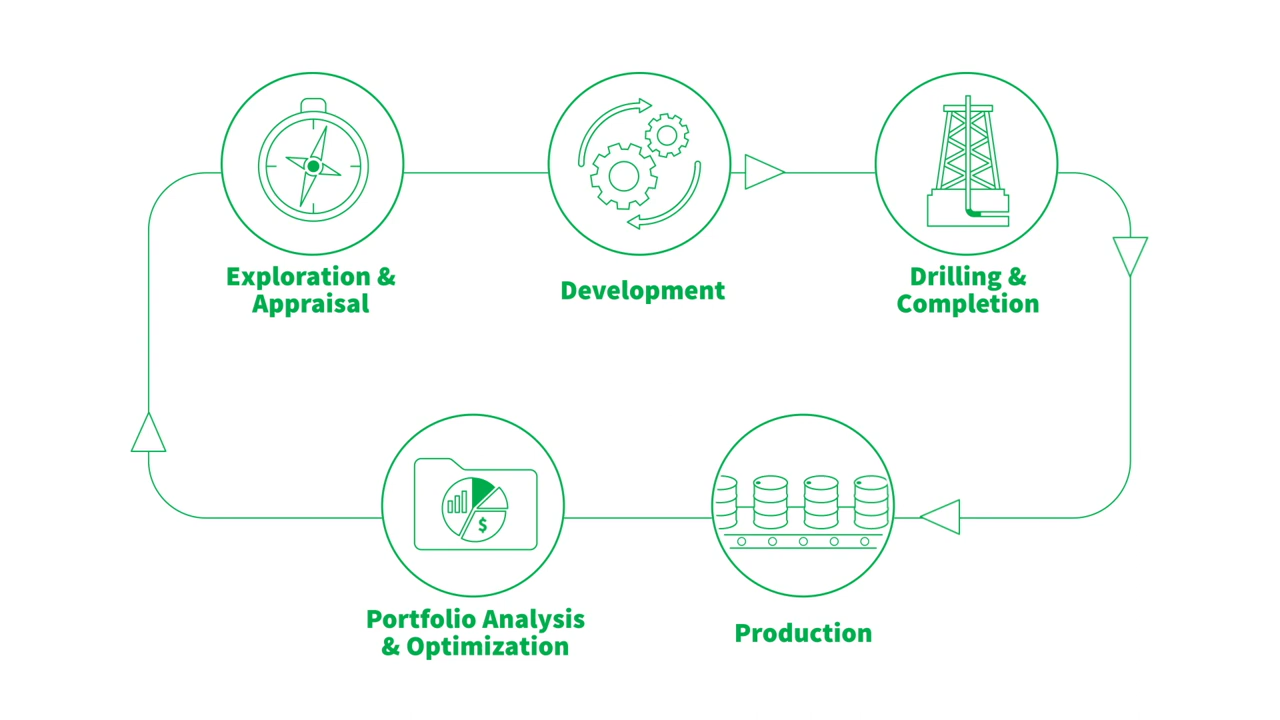 Exploration &
Appraisal
Development
Drilling &
Completion
$
Portfolio Analysis
& Optimization
Production